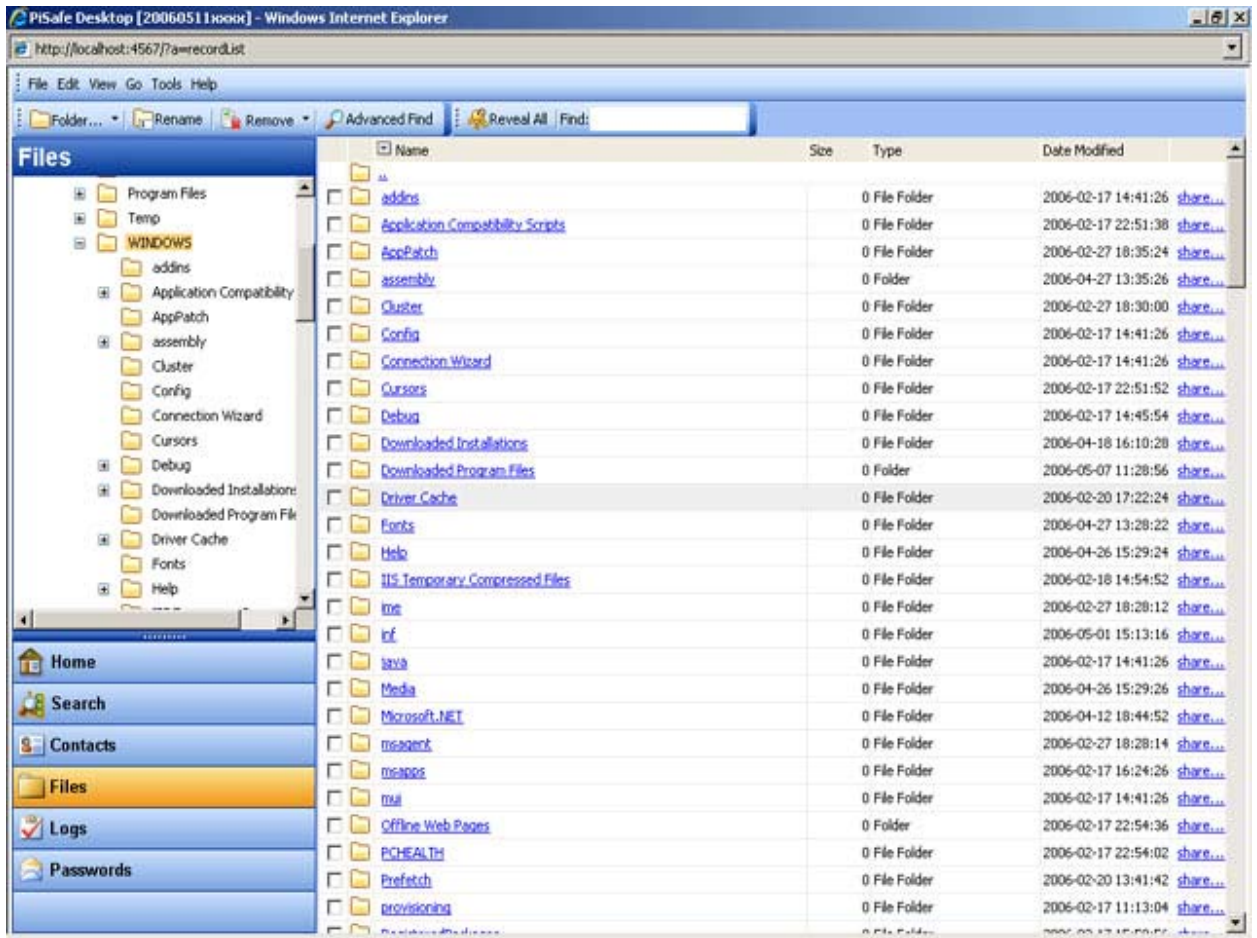 PiSafe Desktop [20060511xxxx] - Windows Internet Explorer
http://localhost:4567/?a=recordList
File Edit View Go Tools Help
Folder... Rename Remove Advanced Find Reveal All Find:
Files
Program Files
Temp
WINDOWS
addins
Application Compatibility
AppPatch
assembly
Cluster
Config
Connection Wizard
Cursors
Debug
Downloaded Installations
Downloaded Program File
Driver Cache
Fonts
Help
Home
Search
Contacts
Files
Logs
Passwords
Name Size Type Date Modified
..
addins 0 File Folder 2006-02-17 14:41:26 share...
Application Compatibility Scripts 0 File Folder 2006-02-17 22:51:38 share...
AppPatch 0 File Folder 2006-02-27 18:35:24 share...
assembly 0 Folder 2006-04-27 13:35:26 share...
Cluster 0 File Folder 2006-02-27 18:30:00 share...
Config 0 File Folder 2006-02-17 14:41:26 share...
Connection Wizard 0 File Folder 2006-02-17 14:41:26 share...
Cursors 0 File Folder 2006-02-17 22:51:52 share...
Debug 0 File Folder 2006-02-17 14:45:54 share...
Downloaded Installations 0 File Folder 2006-04-18 16:10:28 share...
Downloaded Program Files 0 Folder 2006-05-07 11:28:56 share...
Driver Cache 0 File Folder 2006-02-20 17:22:24 share...
Fonts 0 File Folder 2006-04-27 13:28:22 share...
Help 0 File Folder 2006-04-26 15:29:24 share...
IIS Temporary Compressed Files 0 File Folder 2006-02-18 14:54:52 share...
ime 0 File Folder 2006-02-27 18:28:12 share...
inf 0 File Folder 2006-05-01 15:13:16 share...
java 0 File Folder 2006-02-17 14:41:26 share...
Media 0 File Folder 2006-04-26 15:29:26 share...
Microsoft.NET 0 File Folder 2006-04-12 18:44:52 share...
msagent 0 File Folder 2006-02-27 18:28:14 share...
msapps 0 File Folder 2006-02-17 16:24:26 share...
mui 0 File Folder 2006-02-17 14:41:26 share...
Offline Web Pages 0 Folder 2006-02-17 22:54:36 share...
PCHEALTH 0 File Folder 2006-02-17 22:54:02 share...
Prefetch 0 File Folder 2006-02-20 13:41:42 share...
provisioning 0 File Folder 2006-02-17 11:13:04 share...